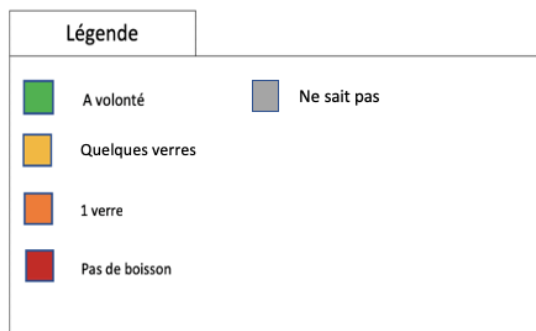 Légende
A volonté
Ne sait pas
Quelques verres
1 verre
Pas de boisson